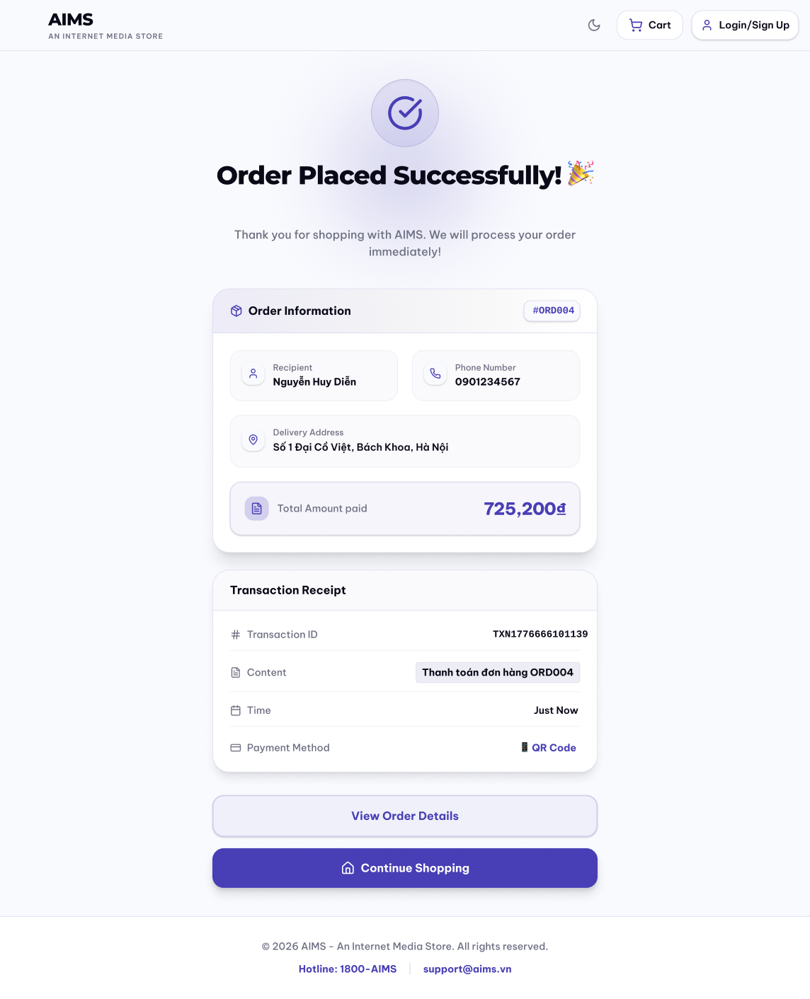 AIMS
AN INTERNET MEDIA STORE
Cart
Login/Sign Up
Order Placed Successfully! 🎉
Thank you for shopping with AIMS. We will process your order
immediately!
Order Information
#ORD004
Recipient
Nguyễn Huy Diễn
Phone Number
0901234567
Delivery Address
Số 1 Đại Cồ Việt, Bách Khoa, Hà Nội
Total Amount paid
725,200₫
Transaction Receipt
Transaction ID
TXN1776666101139
Content
Thanh toán đơn hàng ORD004
Time
Just Now
Payment Method
📱 QR Code
View Order Details
Continue Shopping
© 2026 AIMS - An Internet Media Store. All rights reserved.
Hotline: 1800-AIMS
support@aims.vn